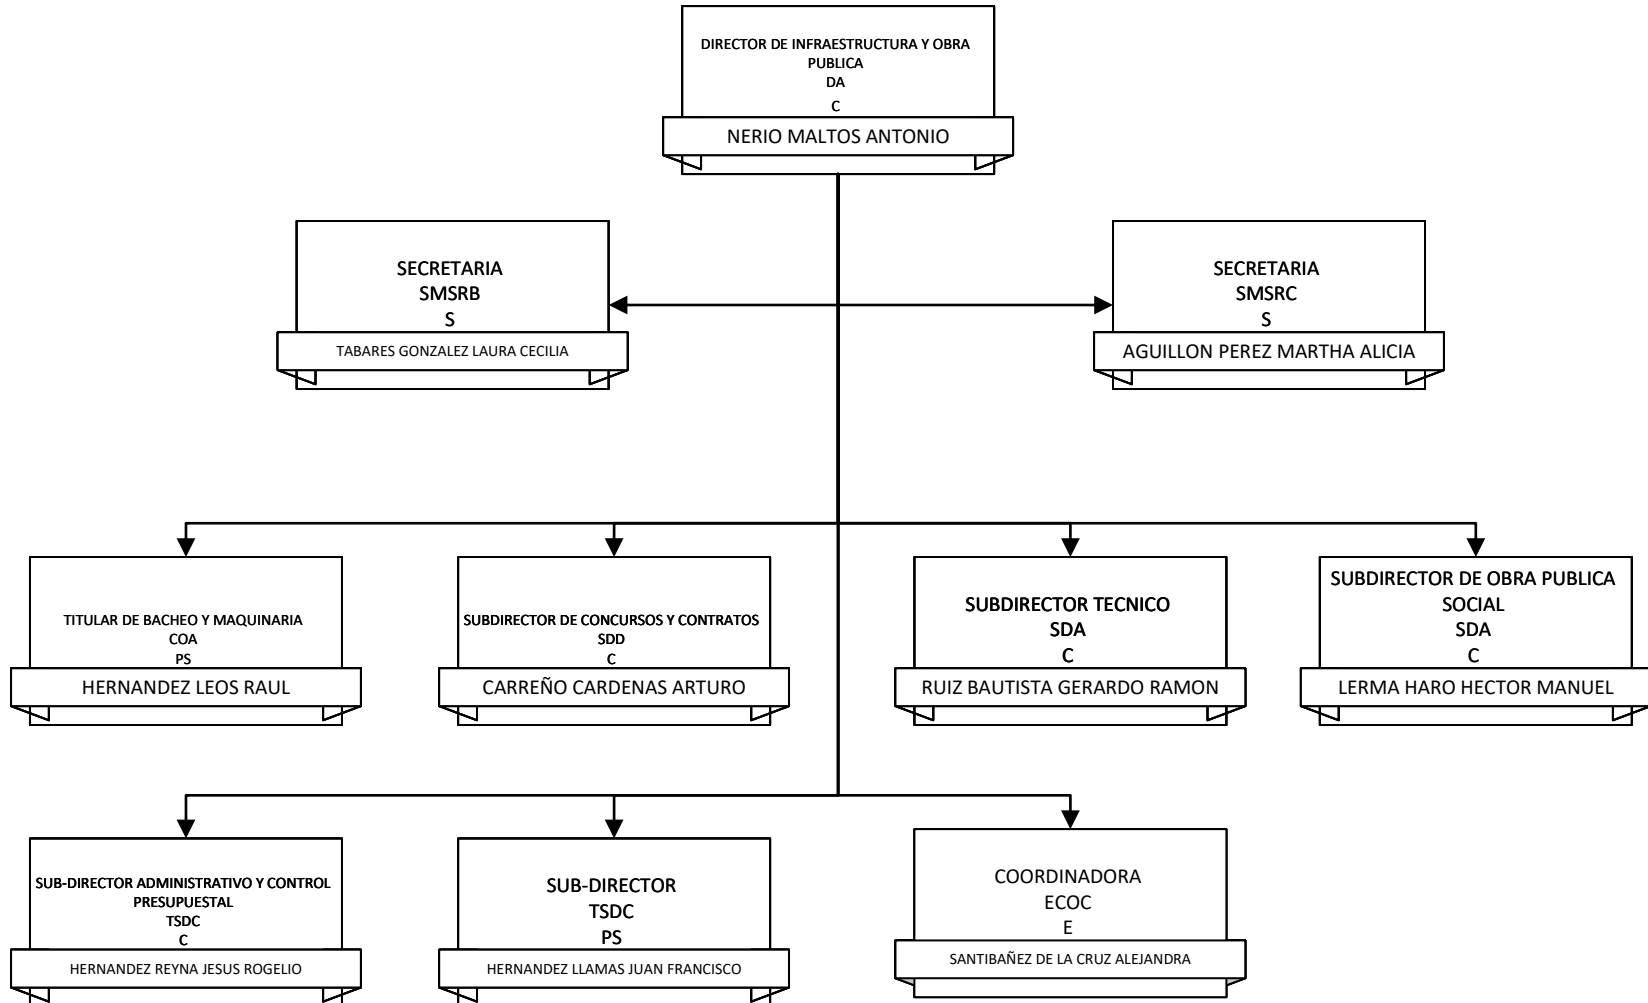 DIRECTOR DE INFRAESTRUCTURA Y OBRA
PUBLICA
DA
C
NERIO MALTOS ANTONIO
SECRETARIA
SMSRB
S
TABARES GONZALEZ LAURA CECILIA
SECRETARIA
SMSRC
S
AGUILLON PEREZ MARTHA ALICIA
TITULAR DE BACHEO Y MAQUINARIA
COA
PS
HERNANDEZ LEOS RAUL
SUBDIRECTOR DE CONCURSOS Y CONTRATOS
SDD
C
CARREÑO CARDENAS ARTURO
SUBDIRECTOR TECNICO
SDA
C
RUIZ BAUTISTA GERARDO RAMON
SUBDIRECTOR DE OBRA PUBLICA
SOCIAL
SDA
C
LERMA HARO HECTOR MANUEL
SUB-DIRECTOR ADMINISTRATIVO Y CONTROL
PRESUPUESTAL
TSDC
C
HERNANDEZ REYNA JESUS ROGELIO
SUB-DIRECTOR
TSDC
PS
HERNANDEZ LLAMAS JUAN FRANCISCO
COORDINADORA
ECOC
E
SANTIBAÑEZ DE LA CRUZ ALEJANDRA